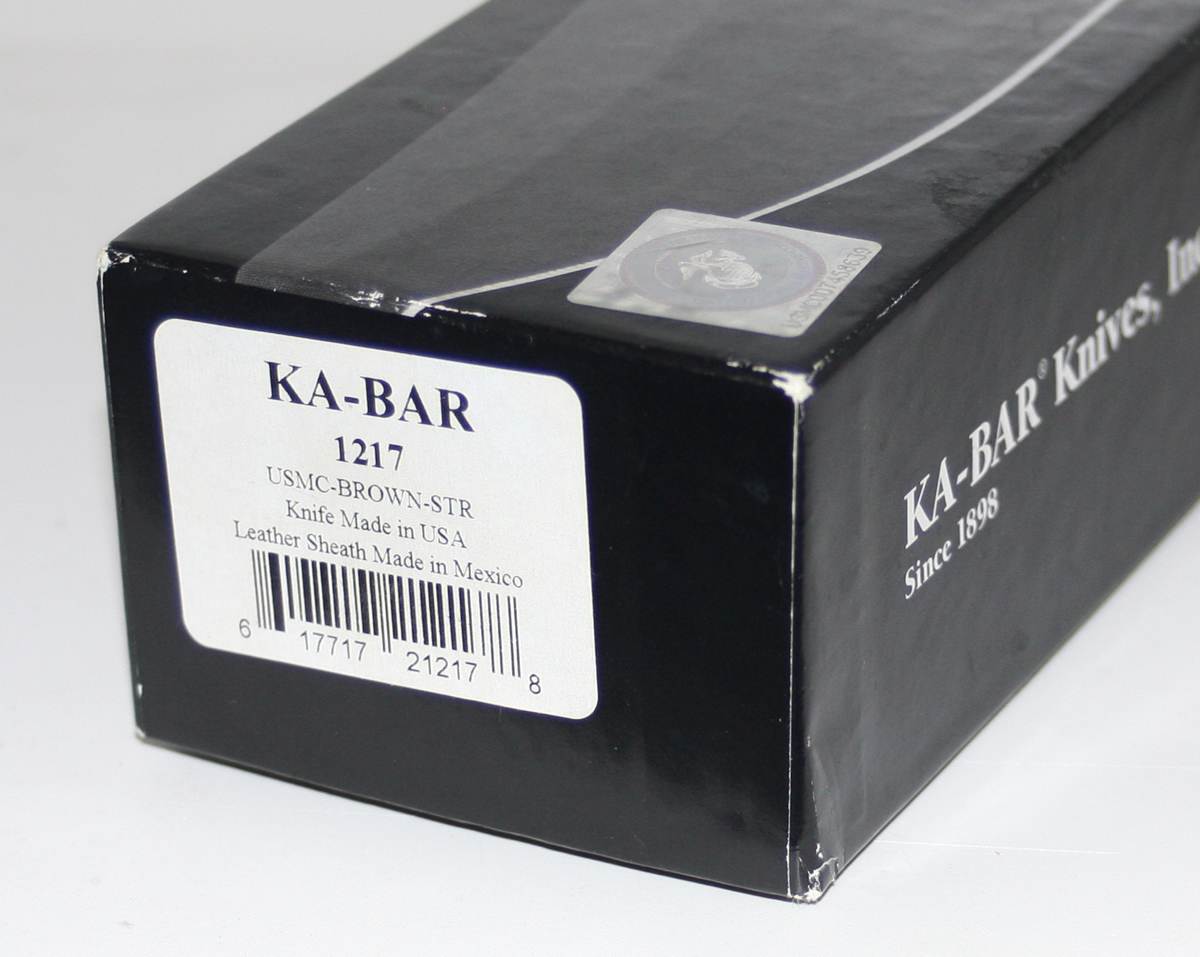 KA-BAR
1217
USMC-BROWN-STR
Knife Made in USA
Leather Sheath Made in Mexico
6 17717 21217 8
KA-BAR® Knives, Inc
Since 1898